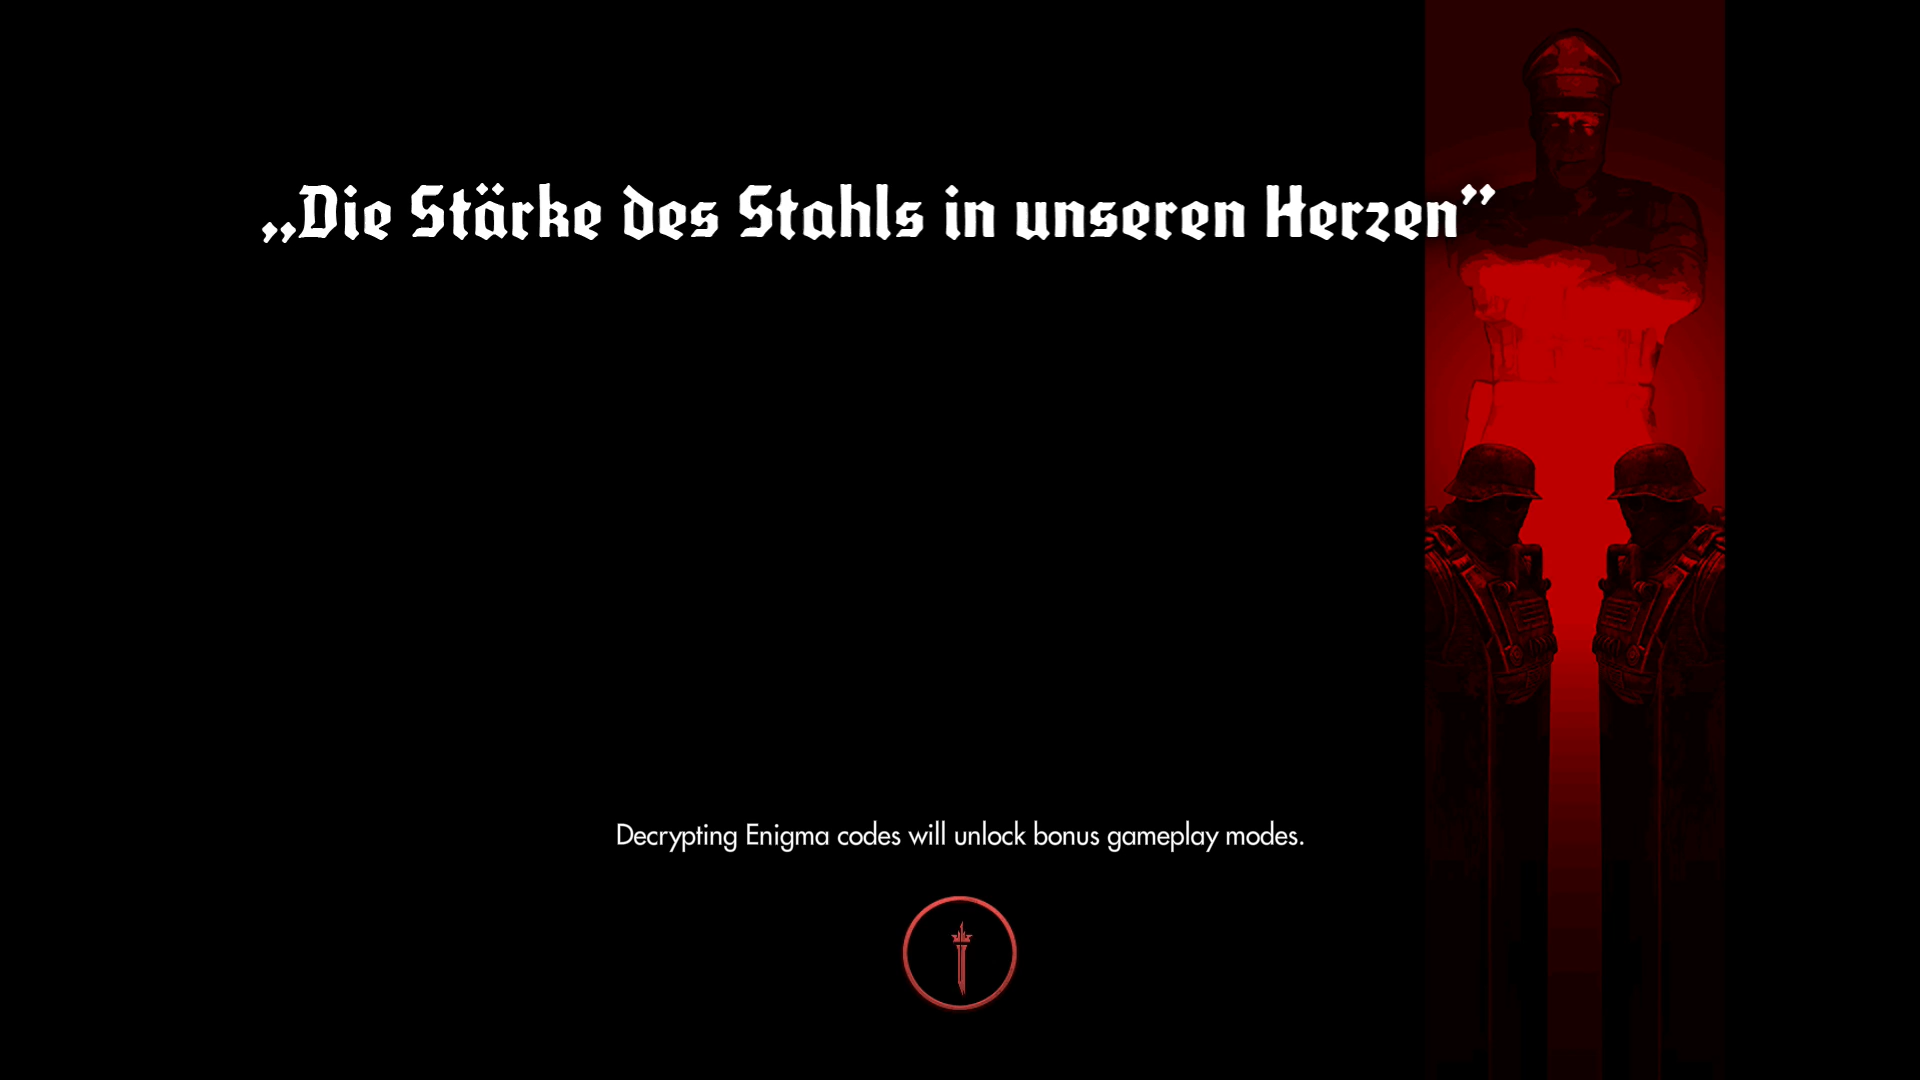 „Die Stärke des Stahls in unseren Herzen”
Decrypting Enigma codes will unlock bonus gameplay modes.